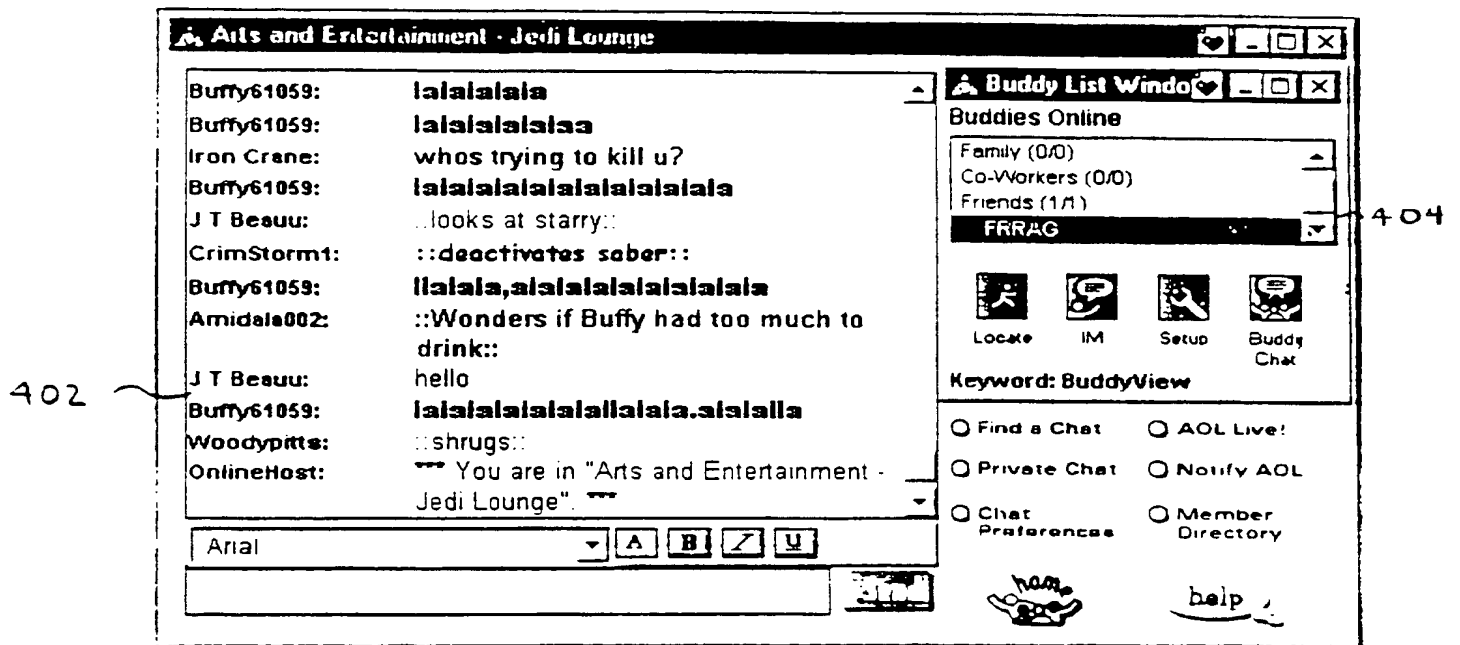 Arts and Entertainment - Jedi Lounge
Buffy61059: lalalalala
Buffy61059: lalalalalalaa
Iron Crane: whos trying to kill u?
Buffy61059: lalalalalalalalalalalala
J T Beauu: ..looks at starry::
CrimStorm1: ::deactivates saber::
Buffy61059: llalala,alalalalalalalalala
Amidala002: ::Wonders if Buffy had too much to
drink::
J T Beauu: hello
Buffy61059: lalalalalalalallalala.alalalla
Woodypitts: ::shrugs::
OnlineHost: *** You are in "Arts and Entertainment -
Jedi Lounge". ***
Arial
A B I U
Buddy List Windo
Buddies Online
Family (0/0)
Co-Workers (0/0)
Friends (1/1)
FRRAG
Locate IM Setup Buddy
Chat
Keyword: BuddyView
Find a Chat AOL Live!
Private Chat Notify AOL
Chat
Preferences
Member
Directory
help
402
404